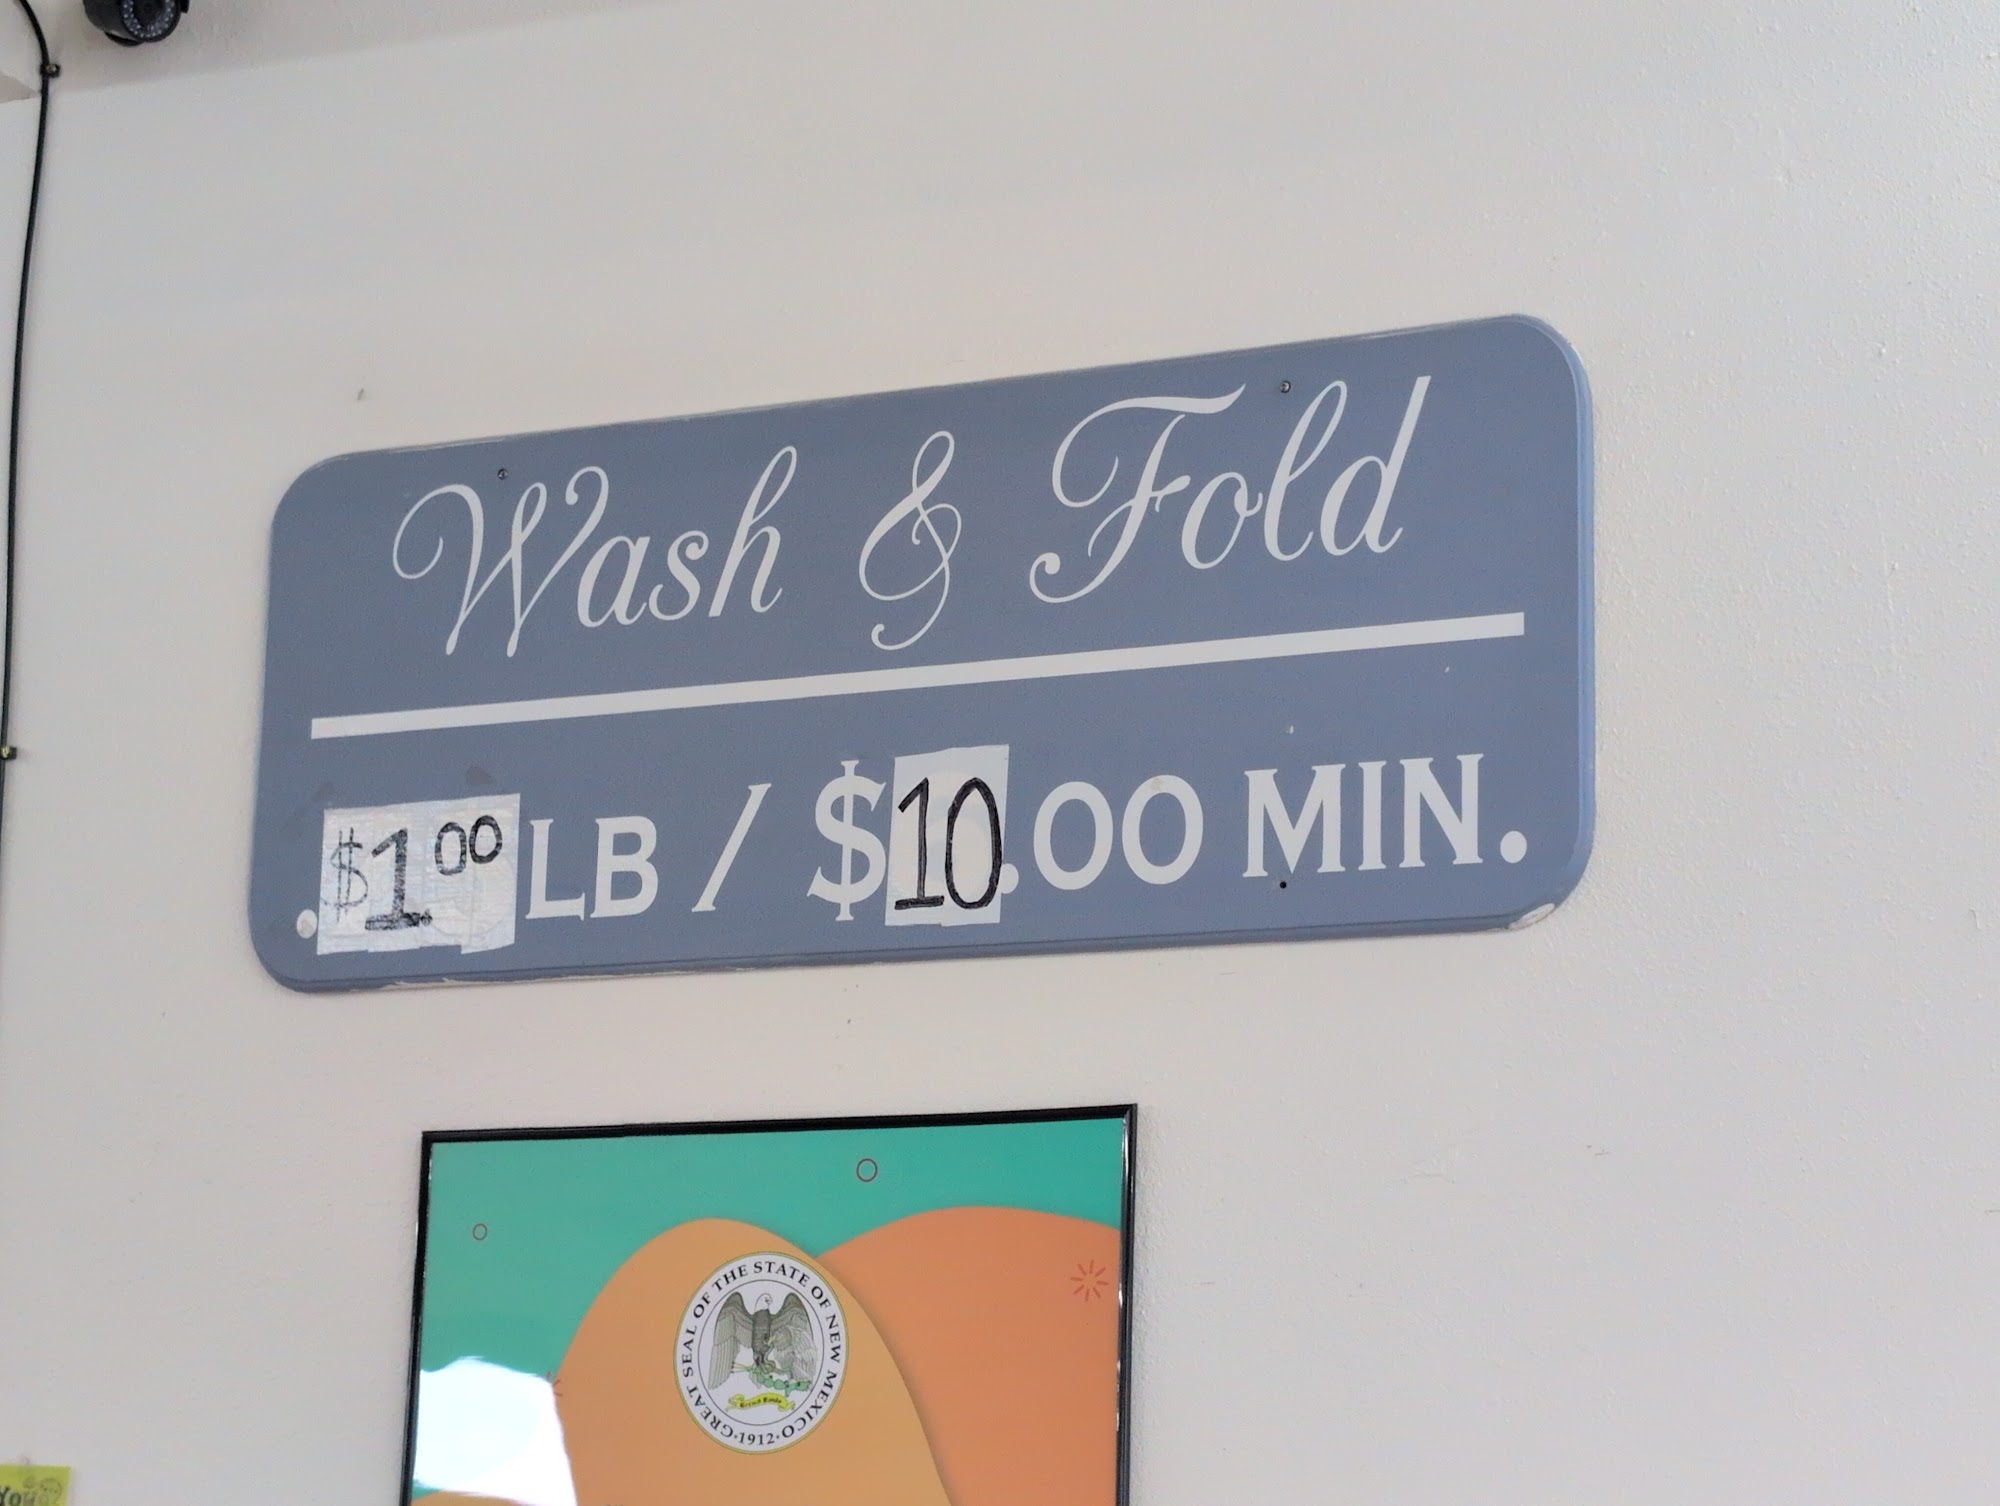 Wash & Fold
.$1.00 LB / $10.00 MIN.
GREAT SEAL OF THE STATE OF NEW MEXICO
·1912·